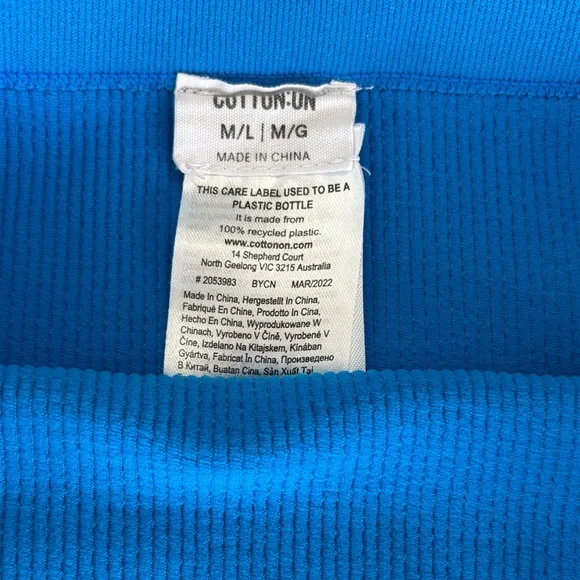 COTTON:ON
M/L | M/G
MADE IN CHINA
THIS CARE LABEL USED TO BE A
PLASTIC BOTTLE
It is made from
100% recycled plastic.
www.cottonon.com
14 Shepherd Court
North Geelong VIC 3215 Australia
# 2053983 BYCN MAR/2022
Made In China, Hergestellt In China,
Fabriqué En Chine, Prodotto In Cina,
Hecho En China, Wyprodukowane W
Chinach, Vyrobeno V Číně, Vyrobené V
Číne, Izdelano Na Kitajskem, Kínában
Gyártva, Fabricat În China, Произведено
В Китай, Buatan Cina, Sản Xuất Tại